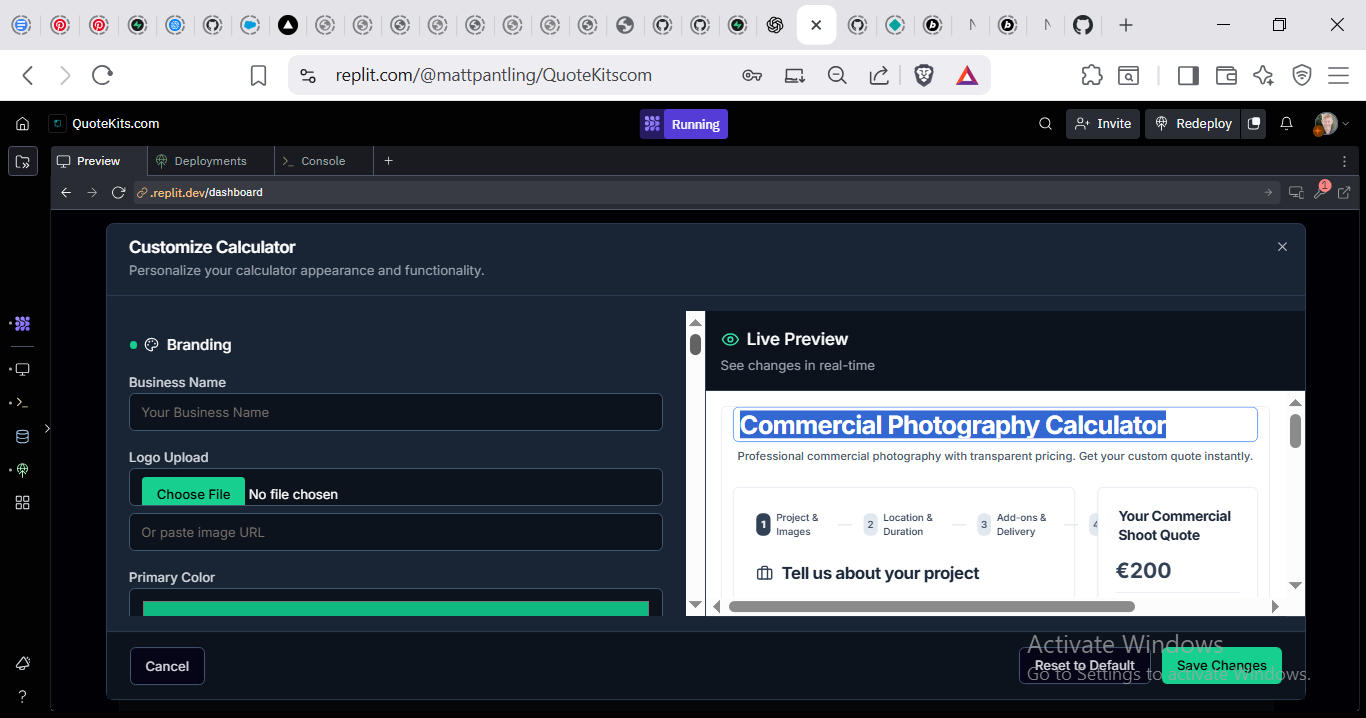 replit.com/@mattpantling/QuoteKitscom
QuoteKits.com
Running
Invite
Redeploy
Preview
Deployments
Console
.replit.dev/dashboard
1
Customize Calculator
Personalize your calculator appearance and functionality.
Branding
Business Name
Your Business Name
Logo Upload
Choose File No file chosen
Or paste image URL
Primary Color
Live Preview
See changes in real-time
Commercial Photography Calculator
Professional commercial photography with transparent pricing. Get your custom quote instantly.
1 Project &
Images
2 Location &
Duration
3 Add-ons &
Delivery
4
Tell us about your project
Your Commercial
Shoot Quote
€200
Cancel
Reset to Default
Save Changes
Activate Windows
Go to Settings to activate Windows.